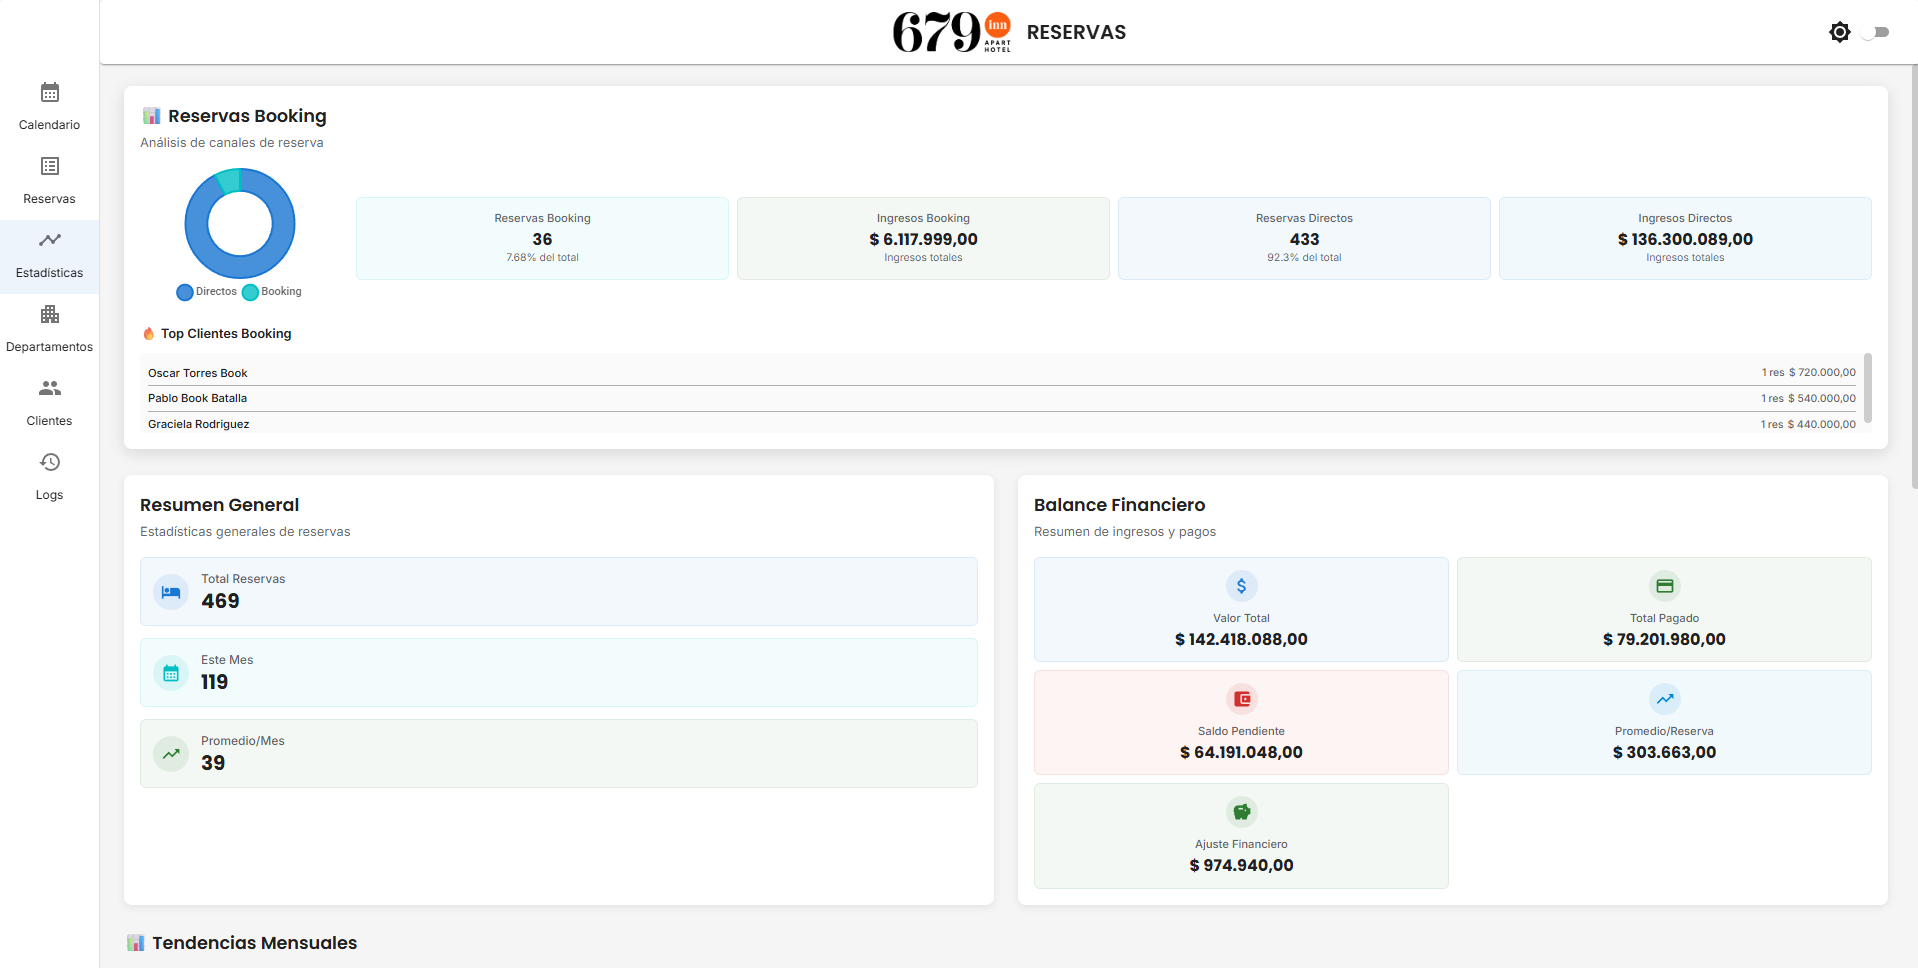 679 inn APART HOTEL RESERVAS
Calendario
Reservas
Estadísticas
Departamentos
Clientes
Logs
Reservas Booking
Análisis de canales de reserva
Directos Booking
Reservas Booking
36
7.68% del total
Ingresos Booking
$ 6.117.999,00
Ingresos totales
Reservas Directos
433
92.3% del total
Ingresos Directos
$ 136.300.089,00
Ingresos totales
Top Clientes Booking
Oscar Torres Book 1 res $ 720.000,00
Pablo Book Batalla 1 res $ 540.000,00
Graciela Rodriguez 1 res $ 440.000,00
Resumen General
Estadísticas generales de reservas
Total Reservas
469
Este Mes
119
Promedio/Mes
39
Balance Financiero
Resumen de ingresos y pagos
Valor Total
$ 142.418.088,00
Total Pagado
$ 79.201.980,00
Saldo Pendiente
$ 64.191.048,00
Promedio/Reserva
$ 303.663,00
Ajuste Financiero
$ 974.940,00
Tendencias Mensuales